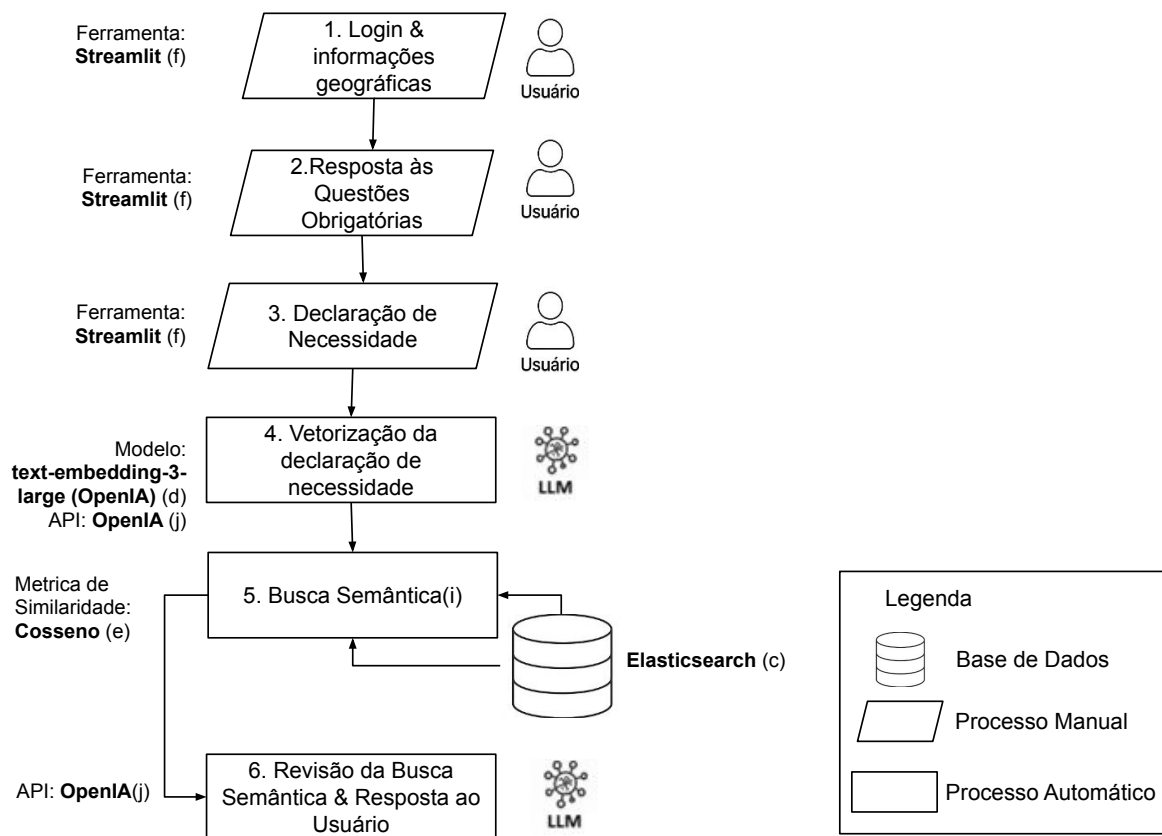 Ferramenta:
Streamlit (f)
1. Login &
informações
geográficas
Usuário
Ferramenta:
Streamlit (f)
2.Resposta às
Questões
Obrigatórias
Usuário
Ferramenta:
Streamlit (f)
3. Declaração de
Necessidade
Usuário
Modelo:
text-embedding-3-
large (OpenIA) (d)
API: OpenIA (j)
4. Vetorização da
declaração de
necessidade
LLM
Metrica de
Similaridade:
Cosseno (e)
5. Busca Semântica(i)
Elasticsearch (c)
API: OpenIA(j)
6. Revisão da Busca
Semântica & Resposta ao
Usuário
LLM
Legenda
Base de Dados
Processo Manual
Processo Automático